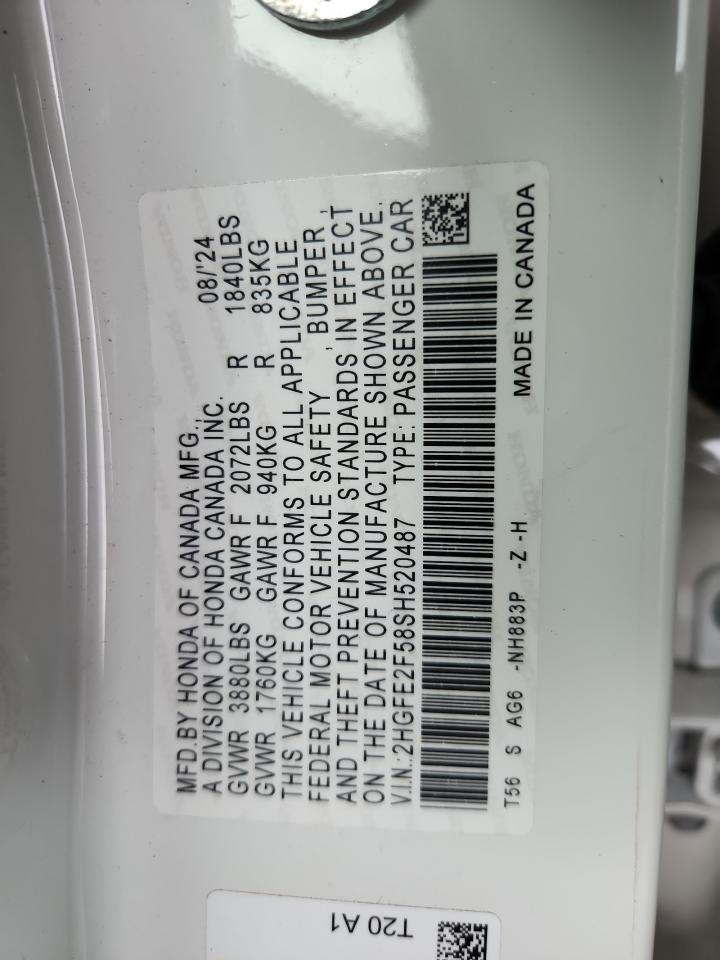 MFD.BY HONDA OF CANADA MFG.,
A DIVISION OF HONDA CANADA INC. 08/'24
GVWR 3880LBS GAWR F 2072LBS R 1840LBS
GVWR 1760KG GAWR F 940KG R 835KG
THIS VEHICLE CONFORMS TO ALL APPLICABLE
FEDERAL MOTOR VEHICLE SAFETY , BUMPER ,
AND THEFT PREVENTION STANDARDS IN EFFECT
ON THE DATE OF MANUFACTURE SHOWN ABOVE.
V.I.N.:2HGFE2F58SH520487 TYPE: PASSENGER CAR
T56 S AG6 -NH883P -Z -H MADE IN CANADA
T20 A1